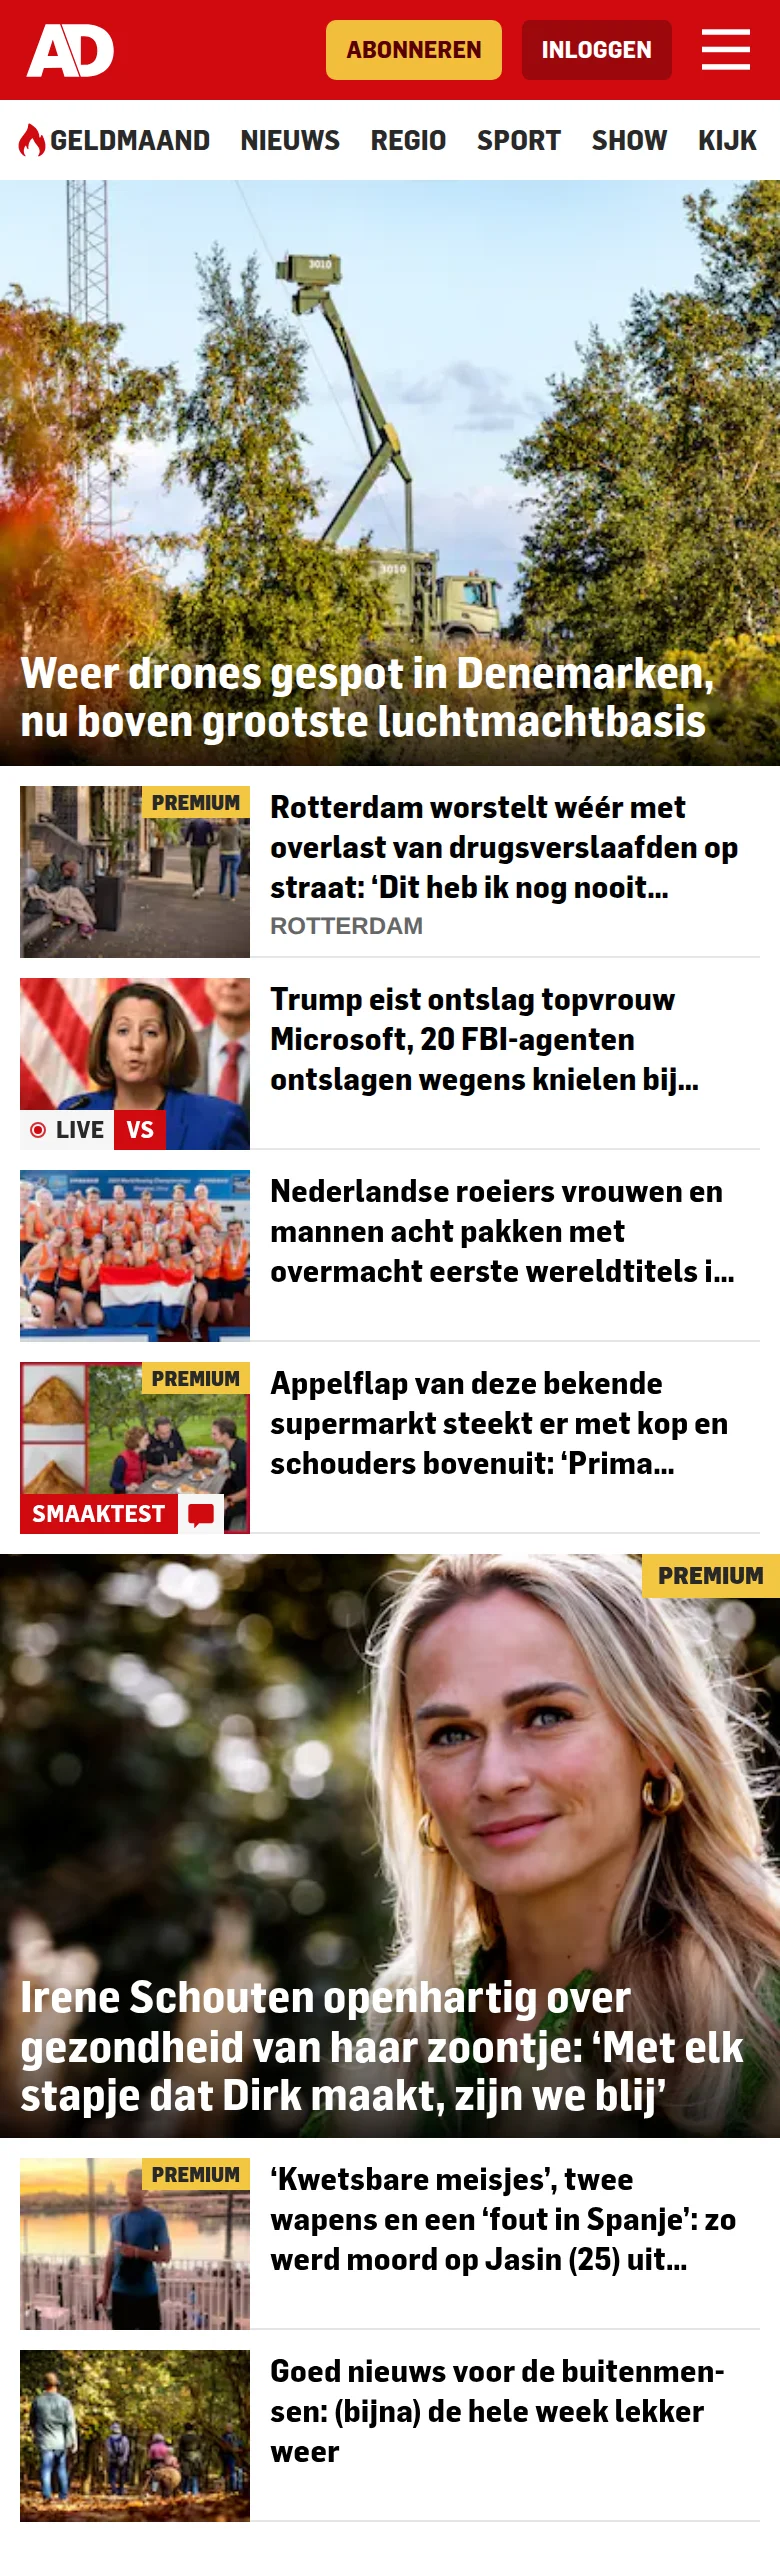 AD
ABONNEREN
INLOGGEN
GELDMAAND NIEUWS REGIO SPORT SHOW KIJK
3010
3010
Weer drones gespot in Denemarken,
nu boven grootste luchtmachtbasis
PREMIUM
Rotterdam worstelt wéér met
overlast van drugsverslaafden op
straat: ‘Dit heb ik nog nooit...
ROTTERDAM
Trump eist ontslag topvrouw
Microsoft, 20 FBI-agenten
ontslagen wegens knielen bij...
LIVE VS
Nederlandse roeiers vrouwen en
mannen acht pakken met
overmacht eerste wereldtitels i...
PREMIUM
Appelflap van deze bekende
supermarkt steekt er met kop en
schouders bovenuit: ‘Prima...
SMAAKTEST
PREMIUM
Irene Schouten openhartig over
gezondheid van haar zoontje: ‘Met elk
stapje dat Dirk maakt, zijn we blij’
PREMIUM
‘Kwetsbare meisjes’, twee
wapens en een ‘fout in Spanje’: zo
werd moord op Jasin (25) uit...
Goed nieuws voor de buitenmen-
sen: (bijna) de hele week lekker
weer